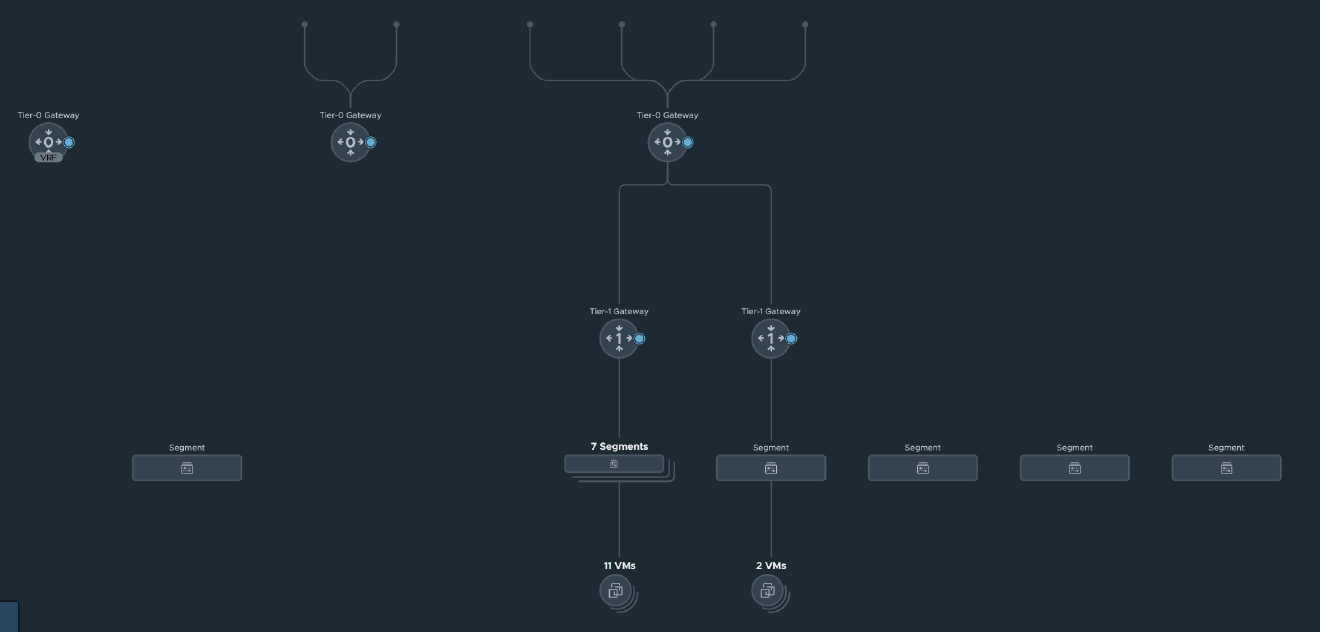 Tier-0 Gateway
0
VRF
Tier-0 Gateway
0
Tier-0 Gateway
0
Tier-1 Gateway
1
Tier-1 Gateway
1
Segment
7 Segments
Segment
Segment
Segment
Segment
11 VMs
2 VMs